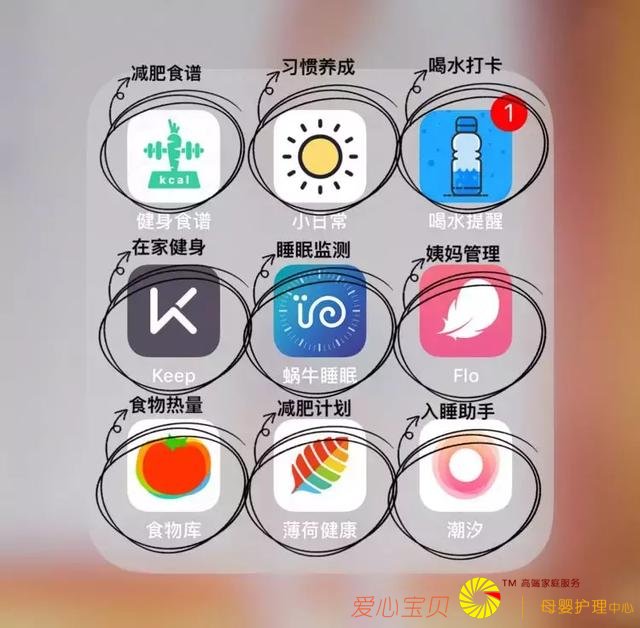 减肥食谱
习惯养成
喝水打卡
kcal
1
健身食谱
小日常
喝水提醒
在家健身
睡眠监测
姨妈管理
Keep
蜗牛睡眠
Flo
食物热量
减肥计划
入睡助手
食物库
薄荷健康
潮汐
爱心宝贝
TM 高端家庭服务
母婴护理中心